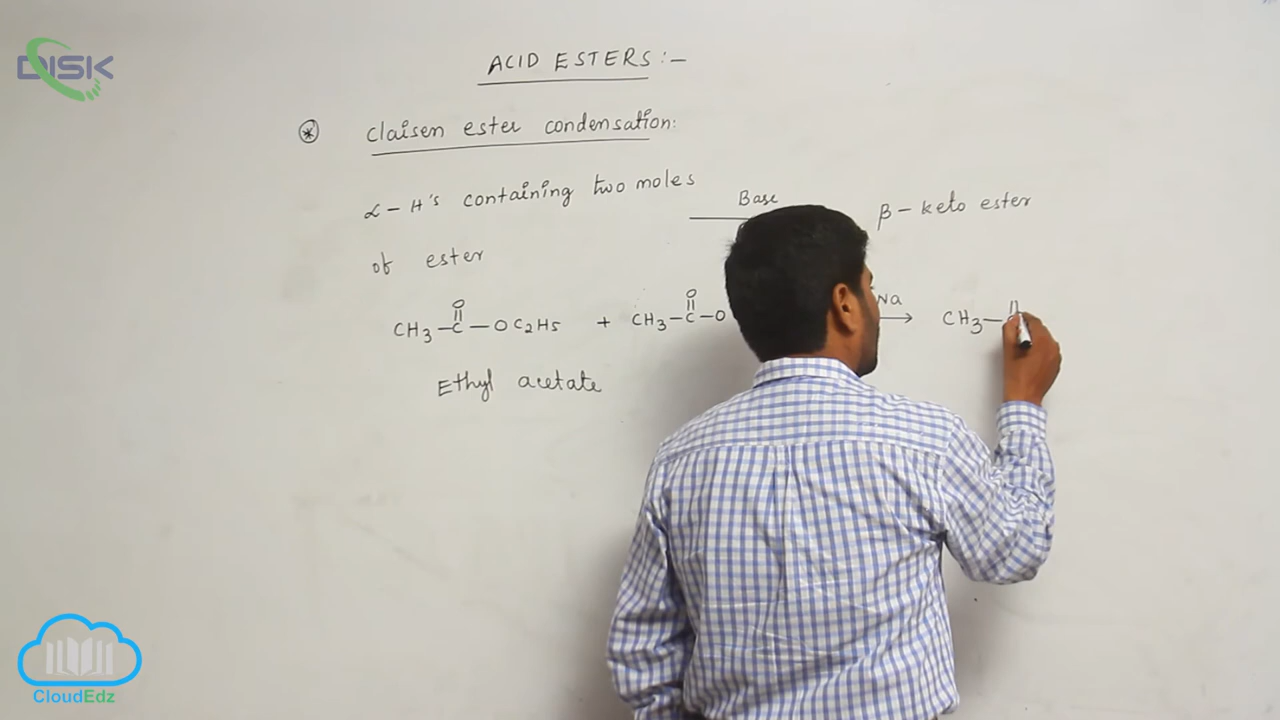 DISK
ACID ESTERS:-
* Claisen ester condensation:
α - H's containing two moles
Base
β - keto ester
of ester
CH3-C-OC2H5 + CH3-C-O
O
O
Na
CH3-
Ethyl acetate
CloudEdz